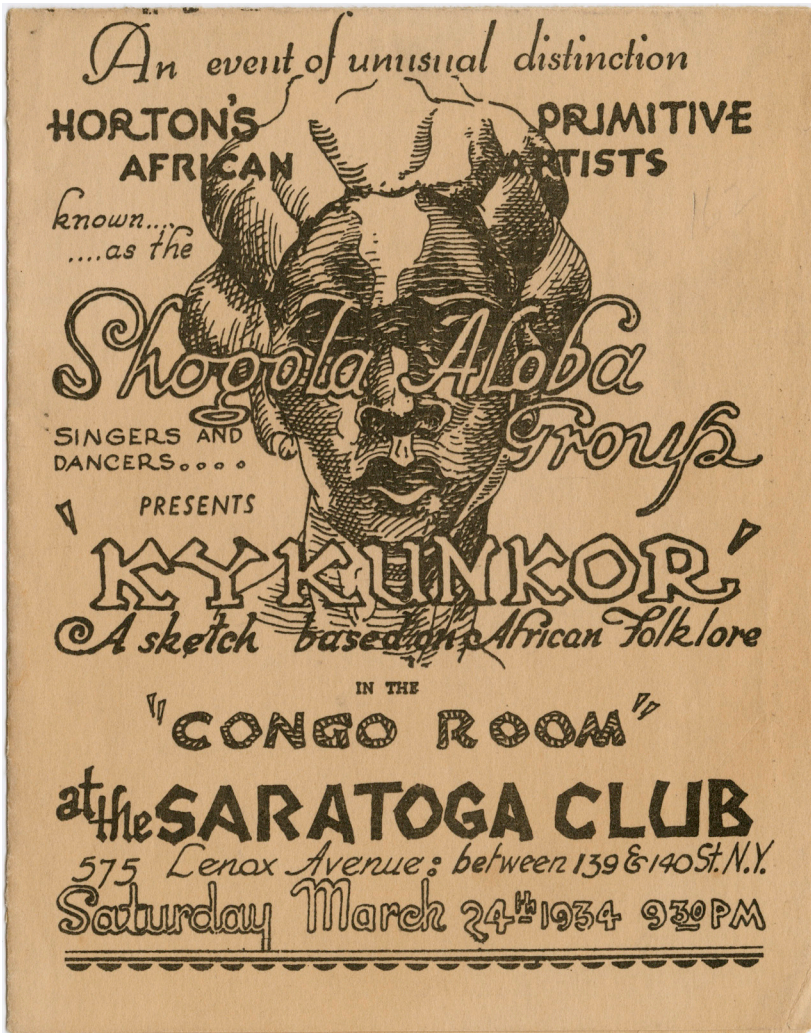 An event of unusual distinction
HORTON'S PRIMITIVE
AFRICAN ARTISTS
known....
....as the
Shogola Aloba
Group
SINGERS AND
DANCERS....
PRESENTS
'KYKUNKOR'
A sketch based on African Folklore
IN THE
"CONGO ROOM"
at the SARATOGA CLUB
575 Lenox Avenue: between 139 & 140 St. N.Y.
Saturday March 24th 1934 930 PM